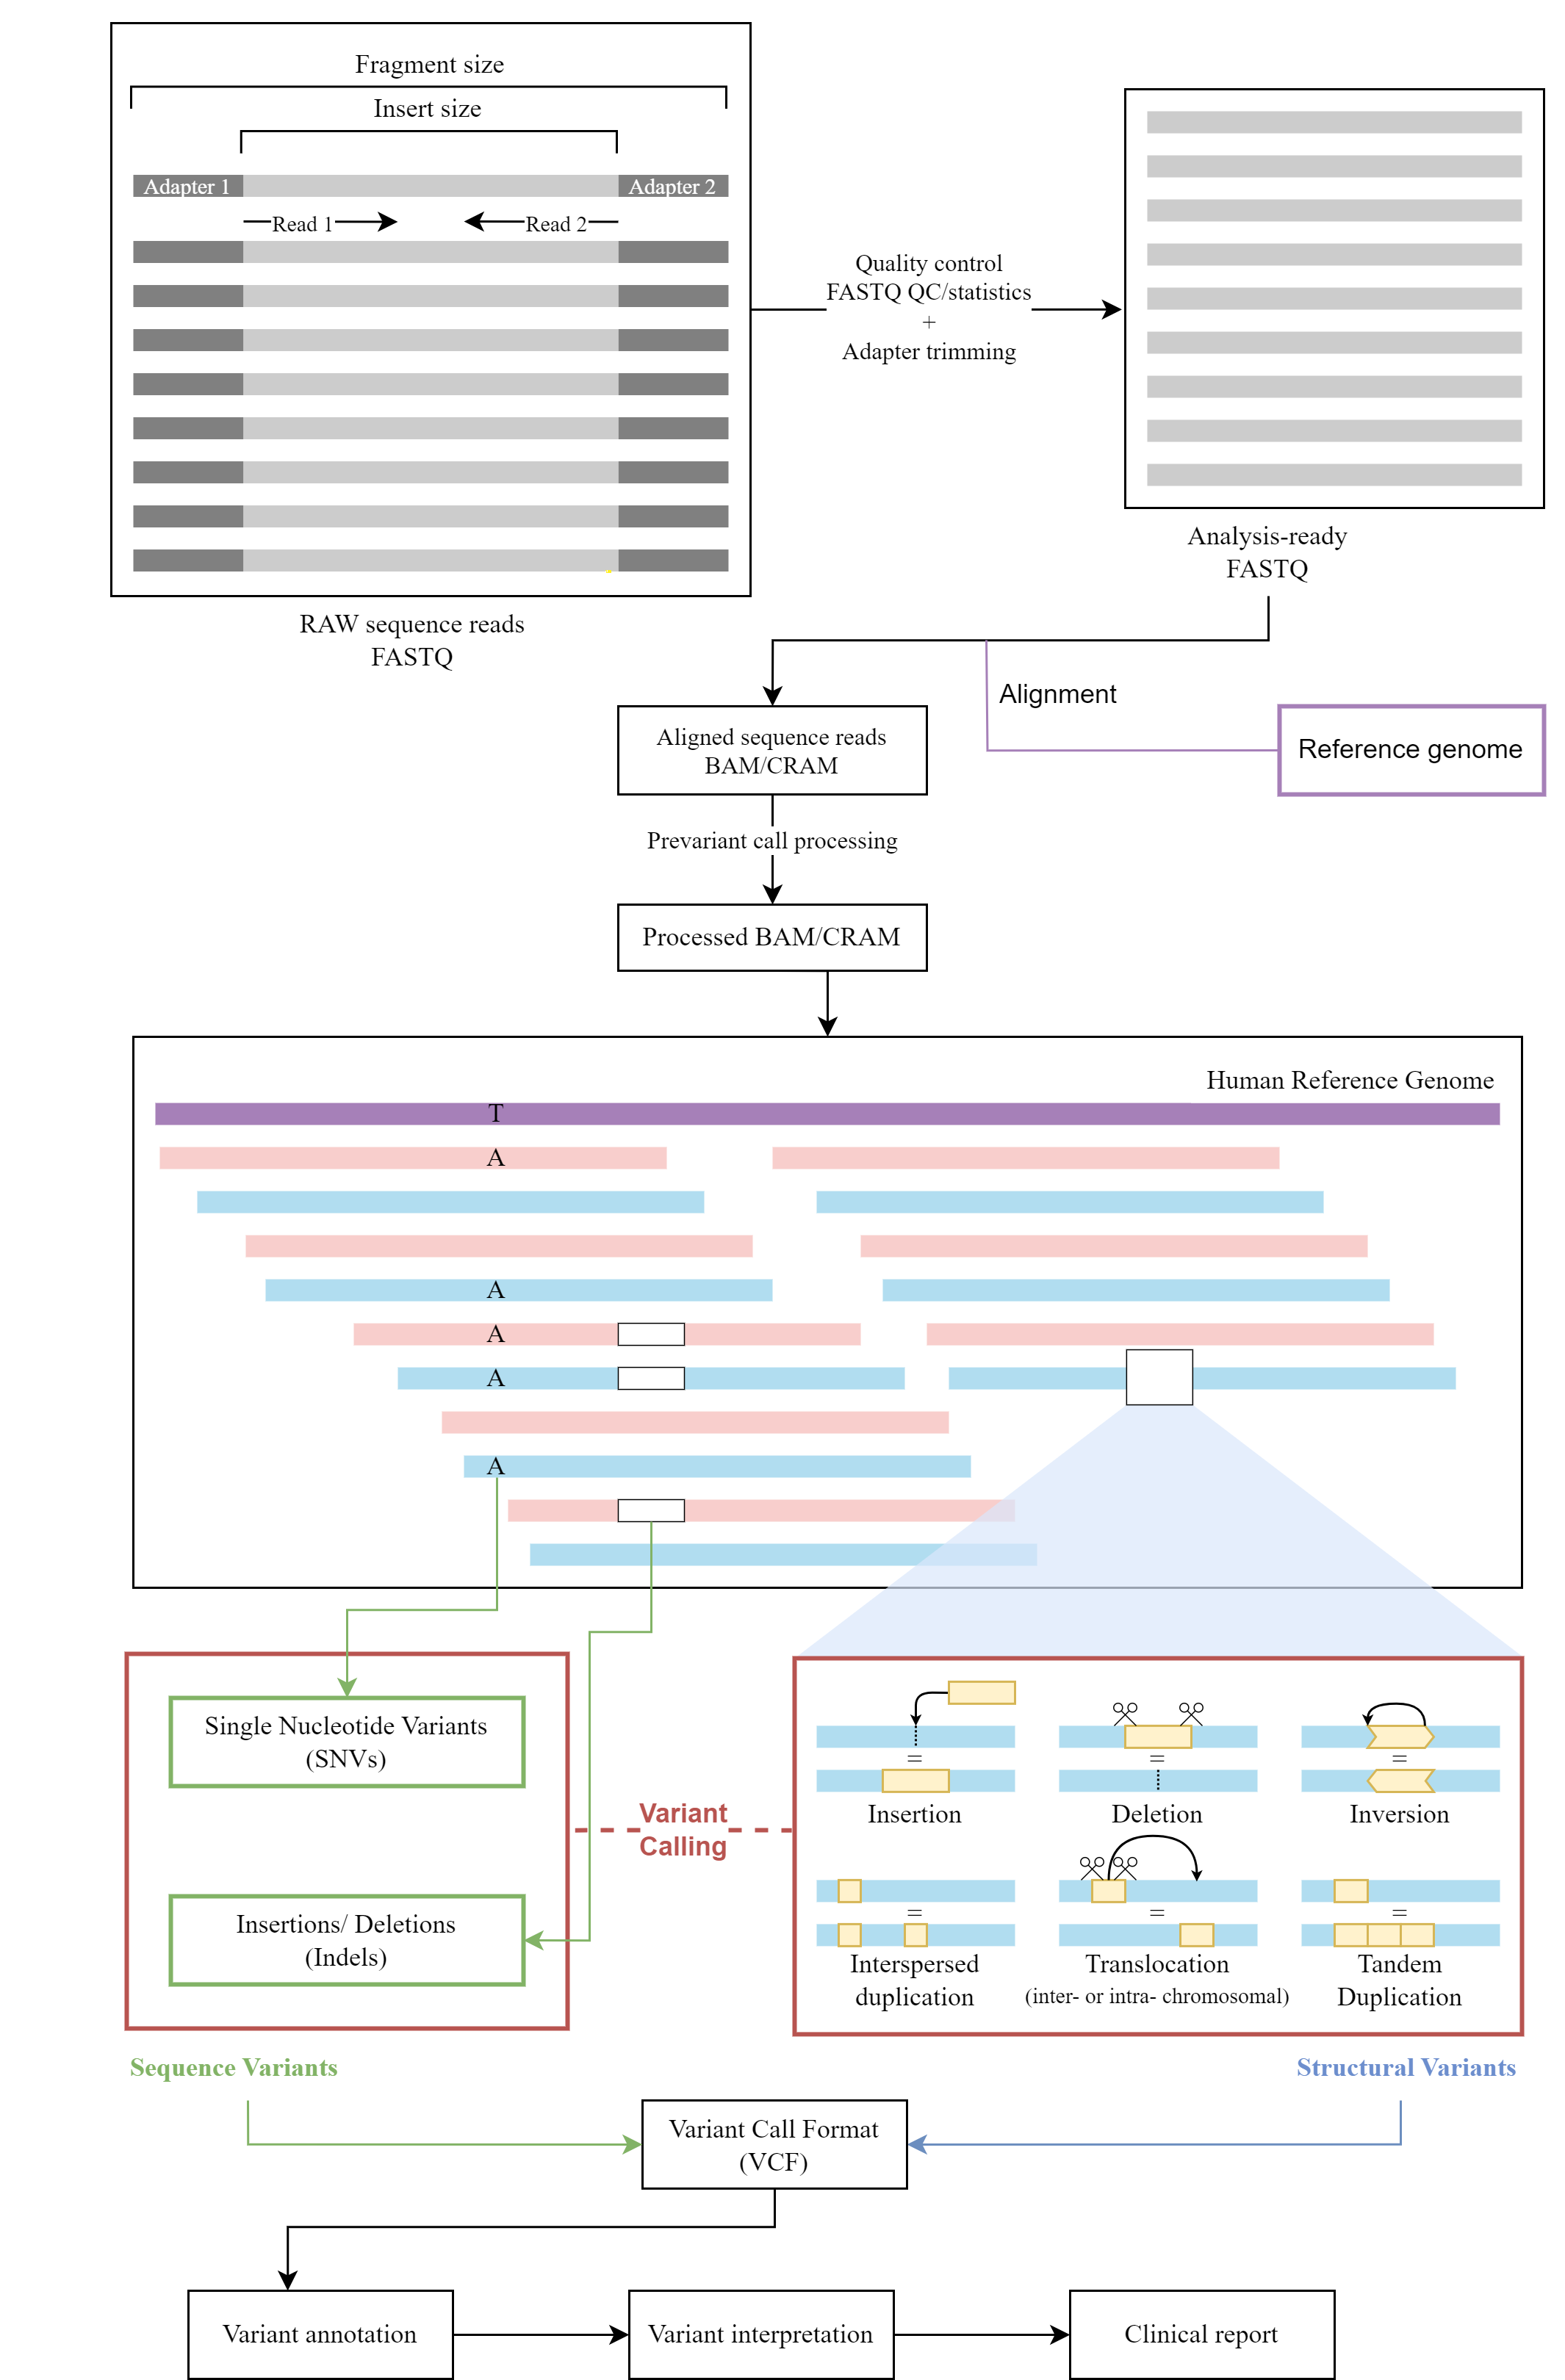 Fragment size
Insert size
Adapter 1
Adapter 2
Read 1
Read 2
RAW sequence reads
FASTQ
Quality control
FASTQ QC/statistics
+
Adapter trimming
Analysis-ready
FASTQ
Alignment
Reference genome
Aligned sequence reads
BAM/CRAM
Prevariant call processing
Processed BAM/CRAM
Human Reference Genome
T
A
A
A
A
A
Single Nucleotide Variants
(SNVs)
Insertions/ Deletions
(Indels)
Sequence Variants
Variant
Calling
=
Insertion
=
Deletion
=
Inversion
=
Interspersed
duplication
=
Translocation
(inter- or intra- chromosomal)
=
Tandem
Duplication
Structural Variants
Variant Call Format
(VCF)
Variant annotation
Variant interpretation
Clinical report